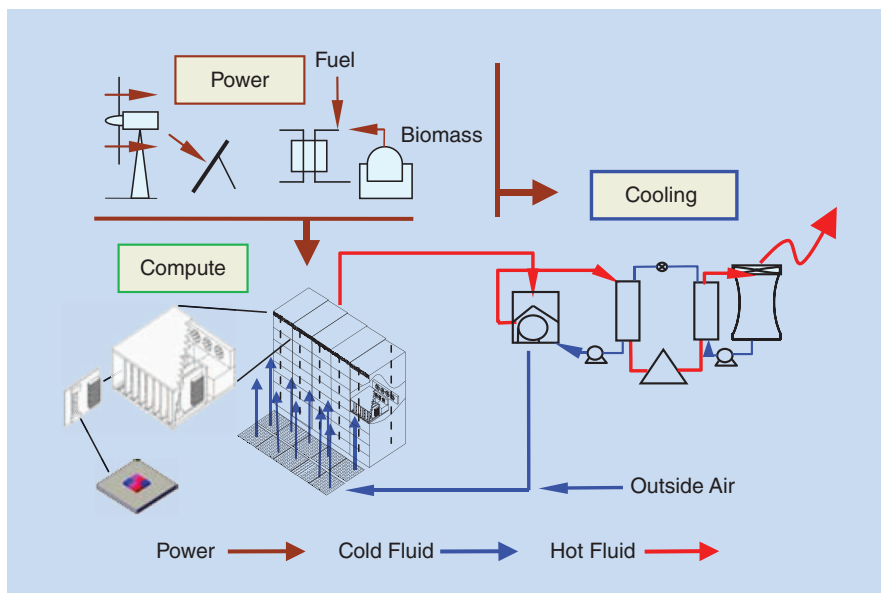 Power
Fuel
Biomass
Cooling
Compute
Outside Air
Power
Cold Fluid
Hot Fluid